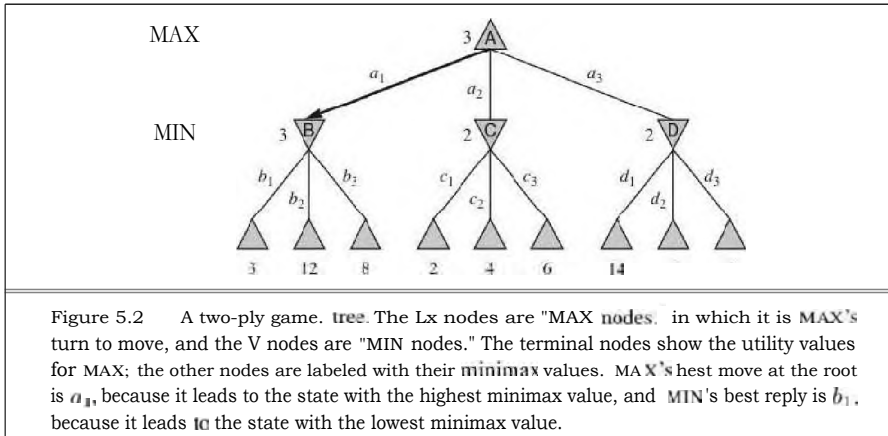 MAX
3 A
a1 a2 a3
MIN
3 B 2 C 2 D
b1 b2 b3 c1 c2 c3 d1 d2 d3
3 12 8 2 4 6 14
Figure 5.2 A two-ply game. tree. The Lx nodes are "MAX nodes. in which it is MAX's
turn to move, and the V nodes are "MIN nodes." The terminal nodes show the utility values
for MAX; the other nodes are labeled with their minimax values. MAX's hest move at the root
is a1, because it leads to the state with the highest minimax value, and MIN's best reply is b1,
because it leads to the state with the lowest minimax value.